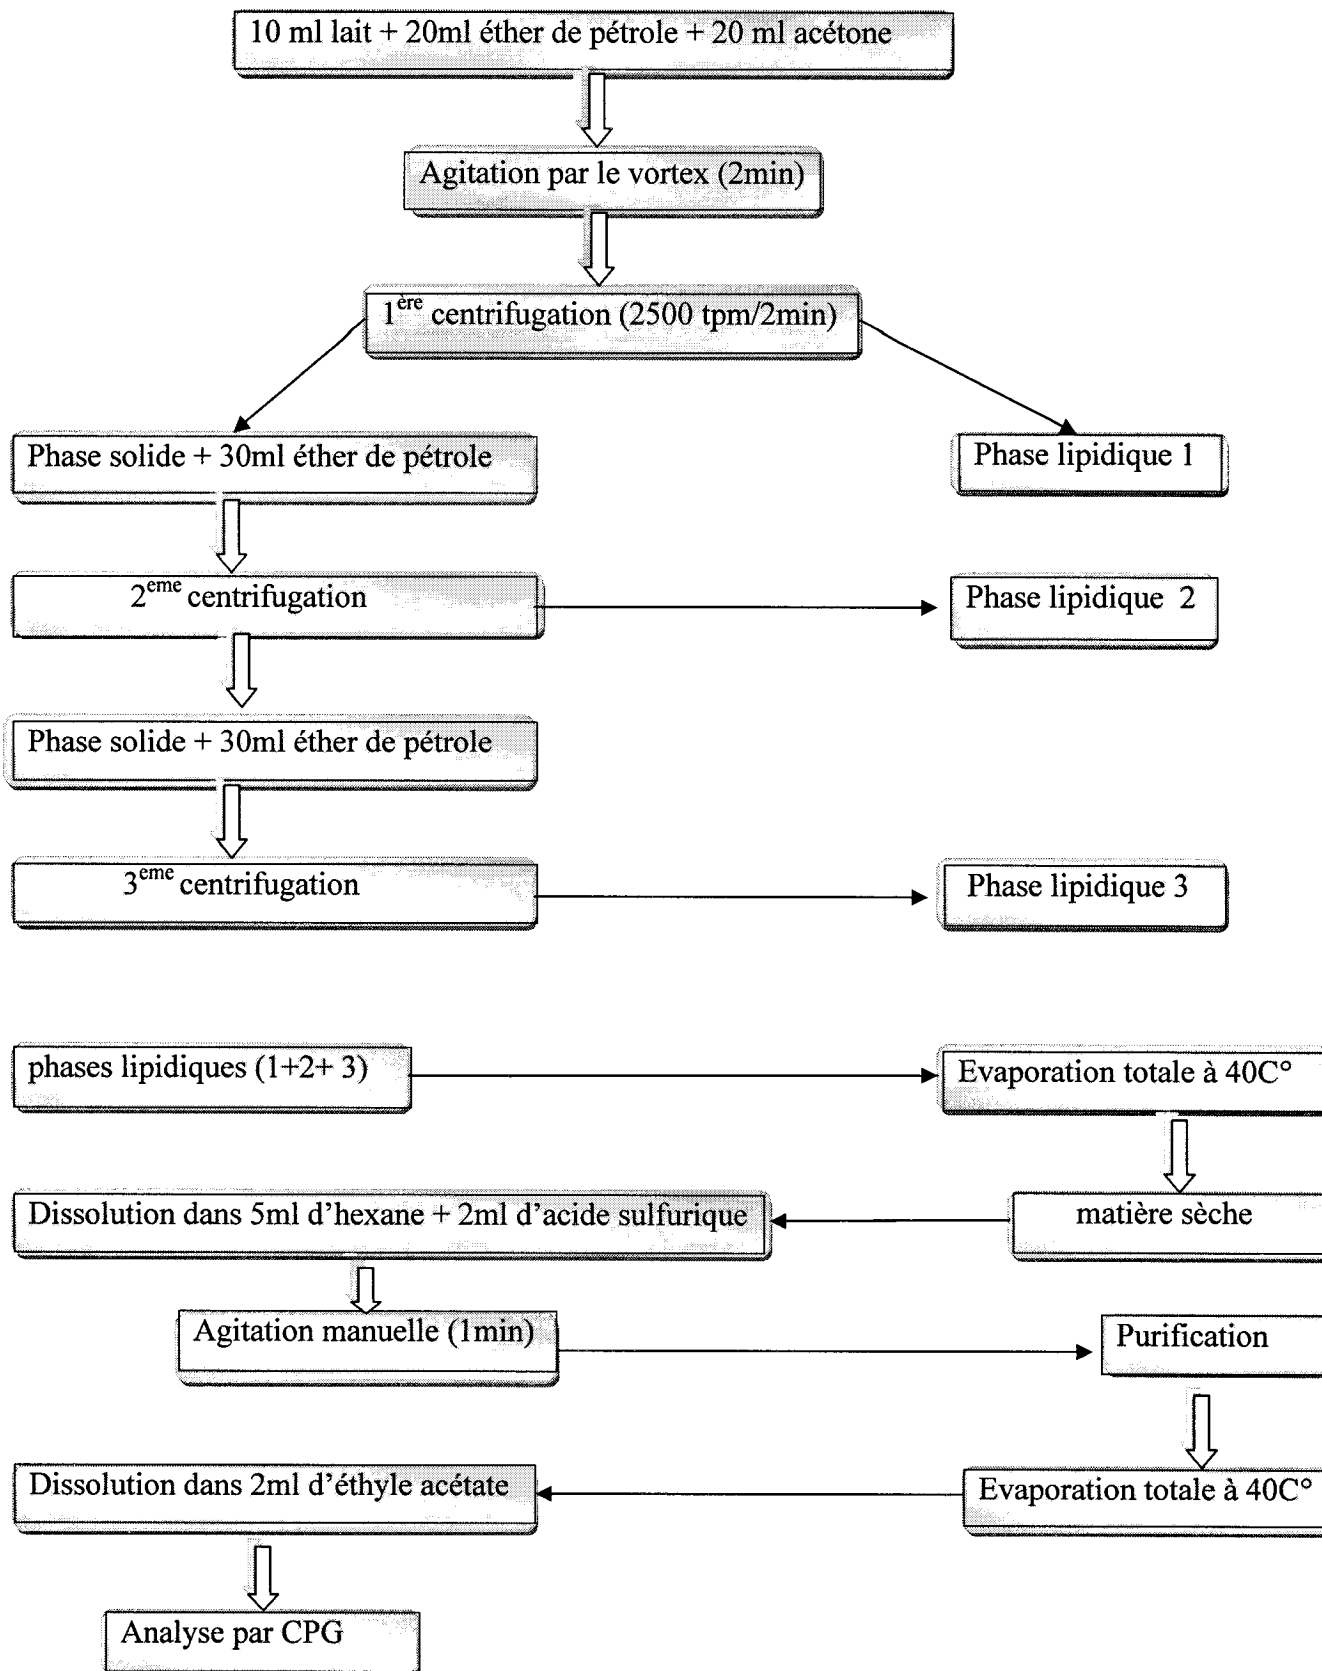 10 ml lait + 20ml éther de pétrole + 20 ml acétone
Agitation par le vortex (2min)
1ère centrifugation (2500 tpm/2min)
Phase solide + 30ml éther de pétrole
Phase lipidique 1
2eme centrifugation
Phase lipidique 2
Phase solide + 30ml éther de pétrole
3eme centrifugation
Phase lipidique 3
phases lipidiques (1+2+ 3)
Evaporation totale à 40C°
Dissolution dans 5ml d’hexane + 2ml d’acide sulfurique
matière sèche
Agitation manuelle (1min)
Purification
Dissolution dans 2ml d’éthyle acétate
Evaporation totale à 40C°
Analyse par CPG